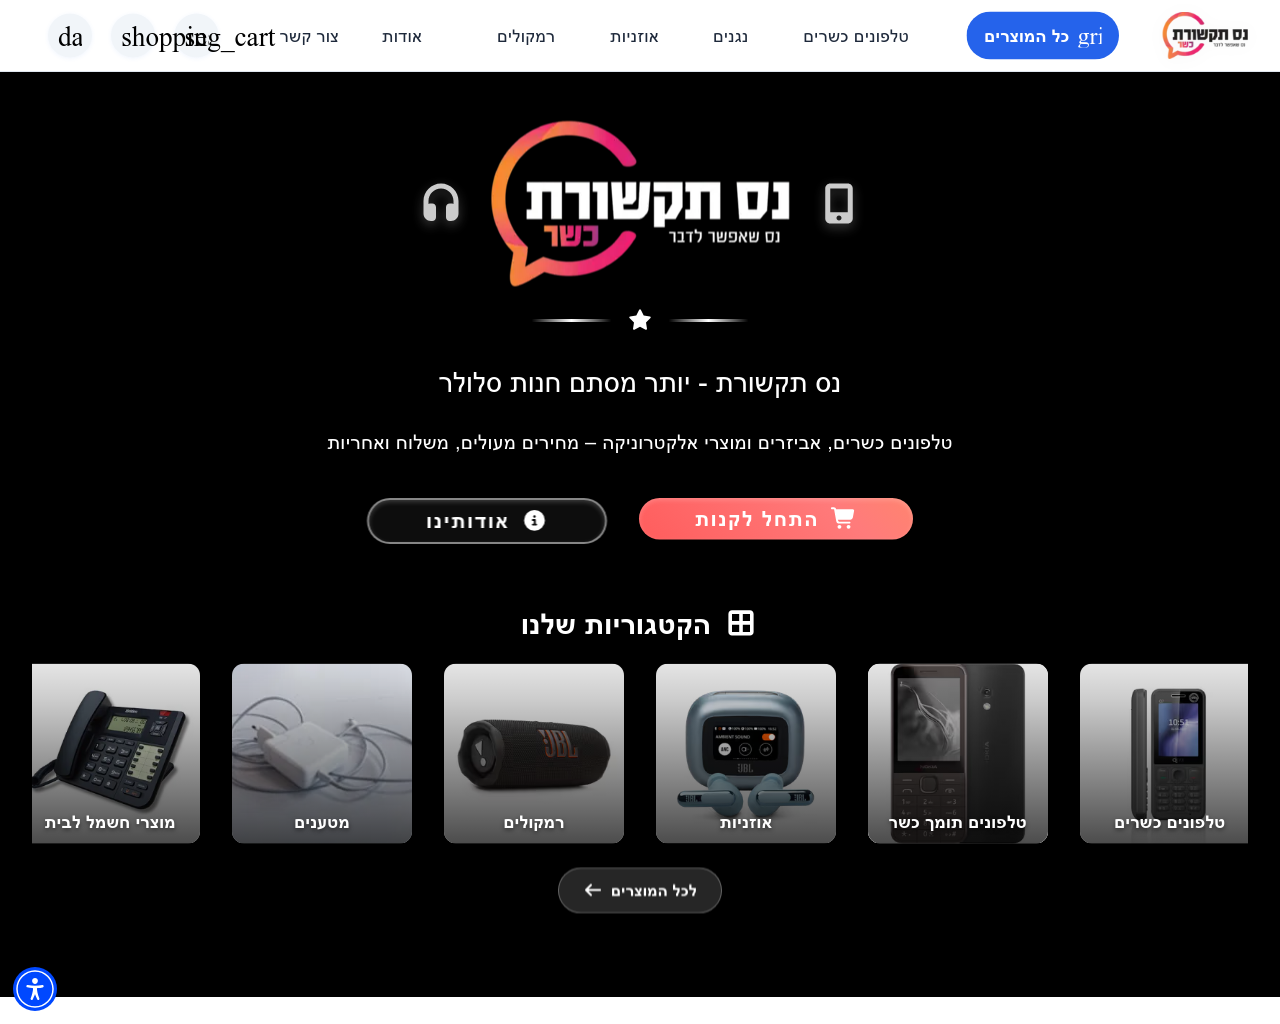 נס תקשורת
כשר נס שאפשר לדבר
כל המוצרים
טלפונים כשרים
נגנים
אוזניות
רמקולים
אודות
צור קשר
shopping_cart
da
נס תקשורת
כשר נס שאפשר לדבר
נס תקשורת - יותר מסתם חנות סלולר
טלפונים כשרים, אביזרים ומוצרי אלקטרוניקה – מחירים מעולים, משלוח ואחריות
התחל לקנות
אודותינו
הקטגוריות שלנו
טלפונים כשרים
טלפונים תומך כשר
אוזניות
רמקולים
מטענים
מוצרי חשמל לבית
לכל המוצרים